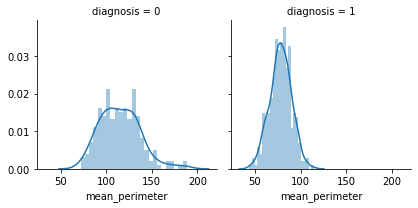 diagnosis = 0
diagnosis = 1
0.03
0.02
0.01
0.00
50 100 150 200
50 100 150 200
mean_perimeter
mean_perimeter